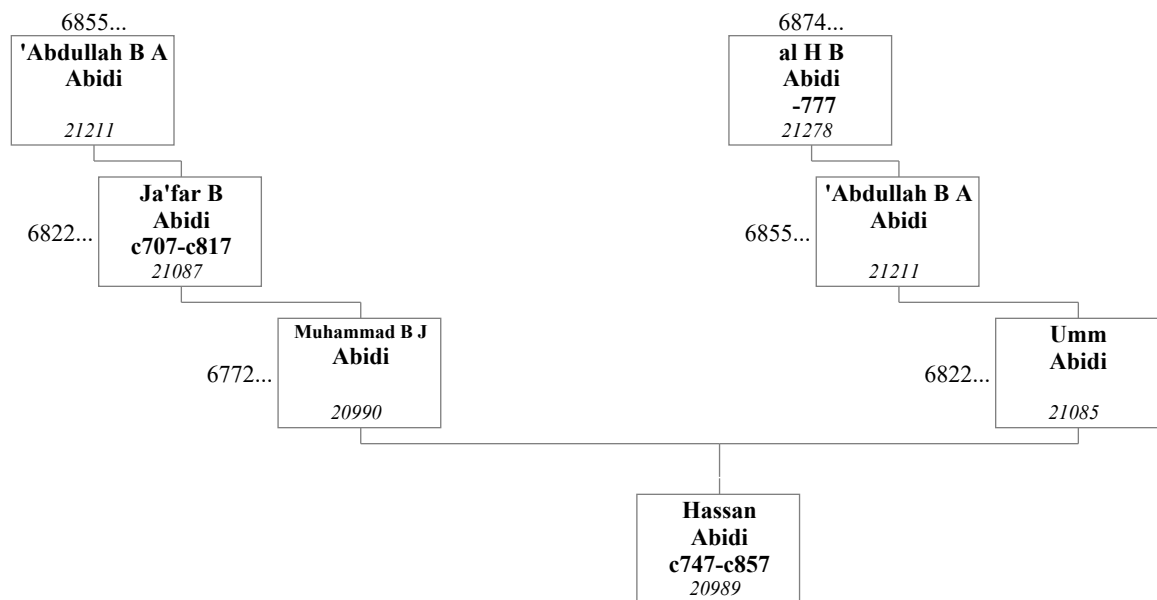 6855...
'Abdullah B A
Abidi
21211
6874...
al H B
Abidi
-777
21278
6822...
Ja'far B
Abidi
c707-c817
21087
6855...
'Abdullah B A
Abidi
21211
6772...
Muhammad B J
Abidi
20990
6822...
Umm
Abidi
21085
Hassan
Abidi
c747-c857
20989